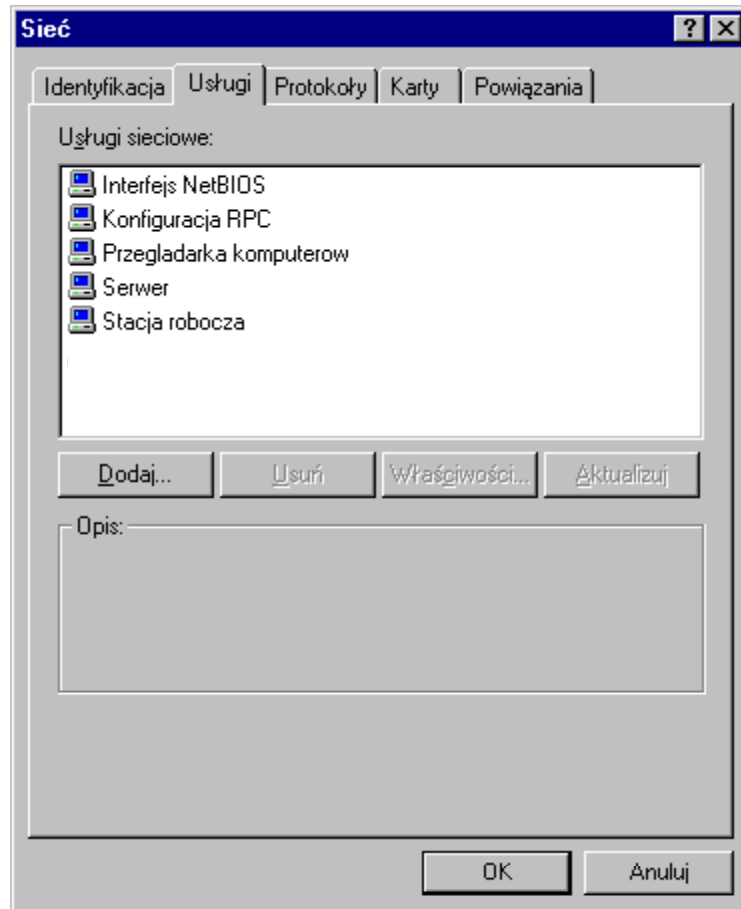 Sieć
Identyfikacja Usługi Protokoły Karty Powiązania
Usługi sieciowe:
Interfejs NetBIOS
Konfiguracja RPC
Przegladarka komputerow
Serwer
Stacja robocza
Dodaj... Usuń Właściwości... Aktualizuj
Opis:
OK Anuluj